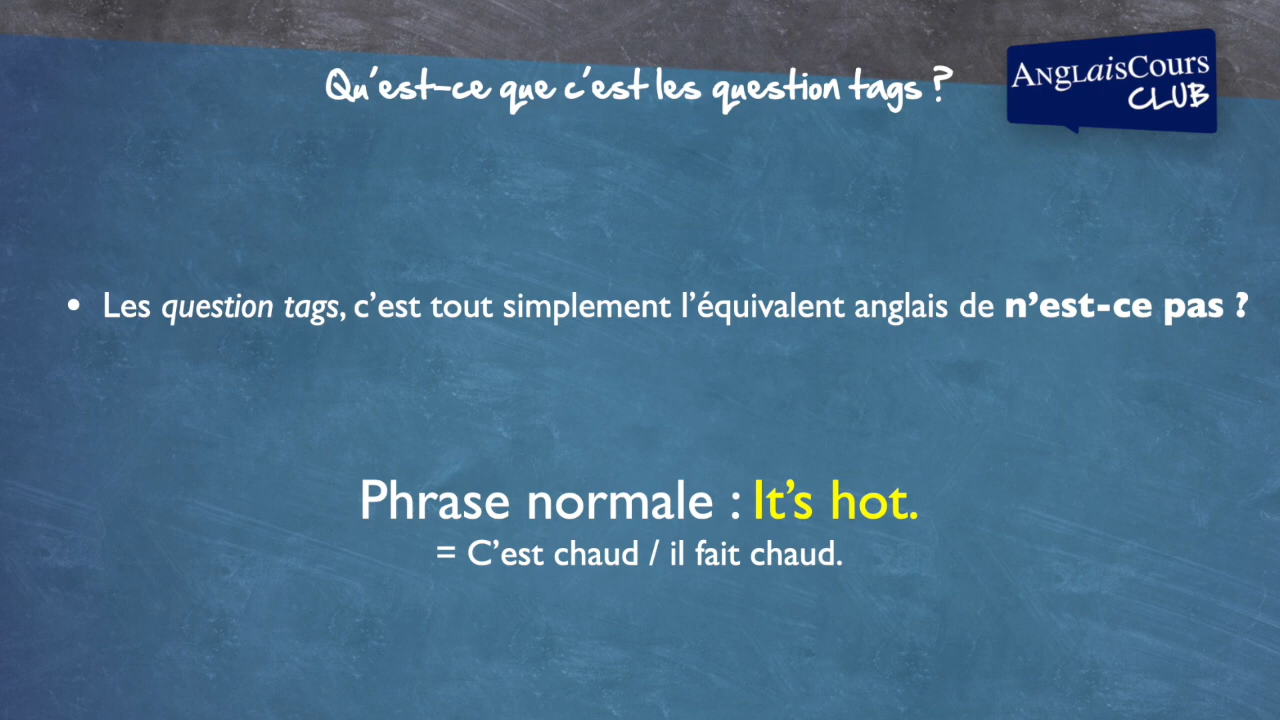 Qu'est-ce que c'est les question tags ?
ANGLaisCours
CLUB
• Les question tags, c'est tout simplement l'équivalent anglais de n'est-ce pas ?
Phrase normale : It's hot.
= C'est chaud / il fait chaud.